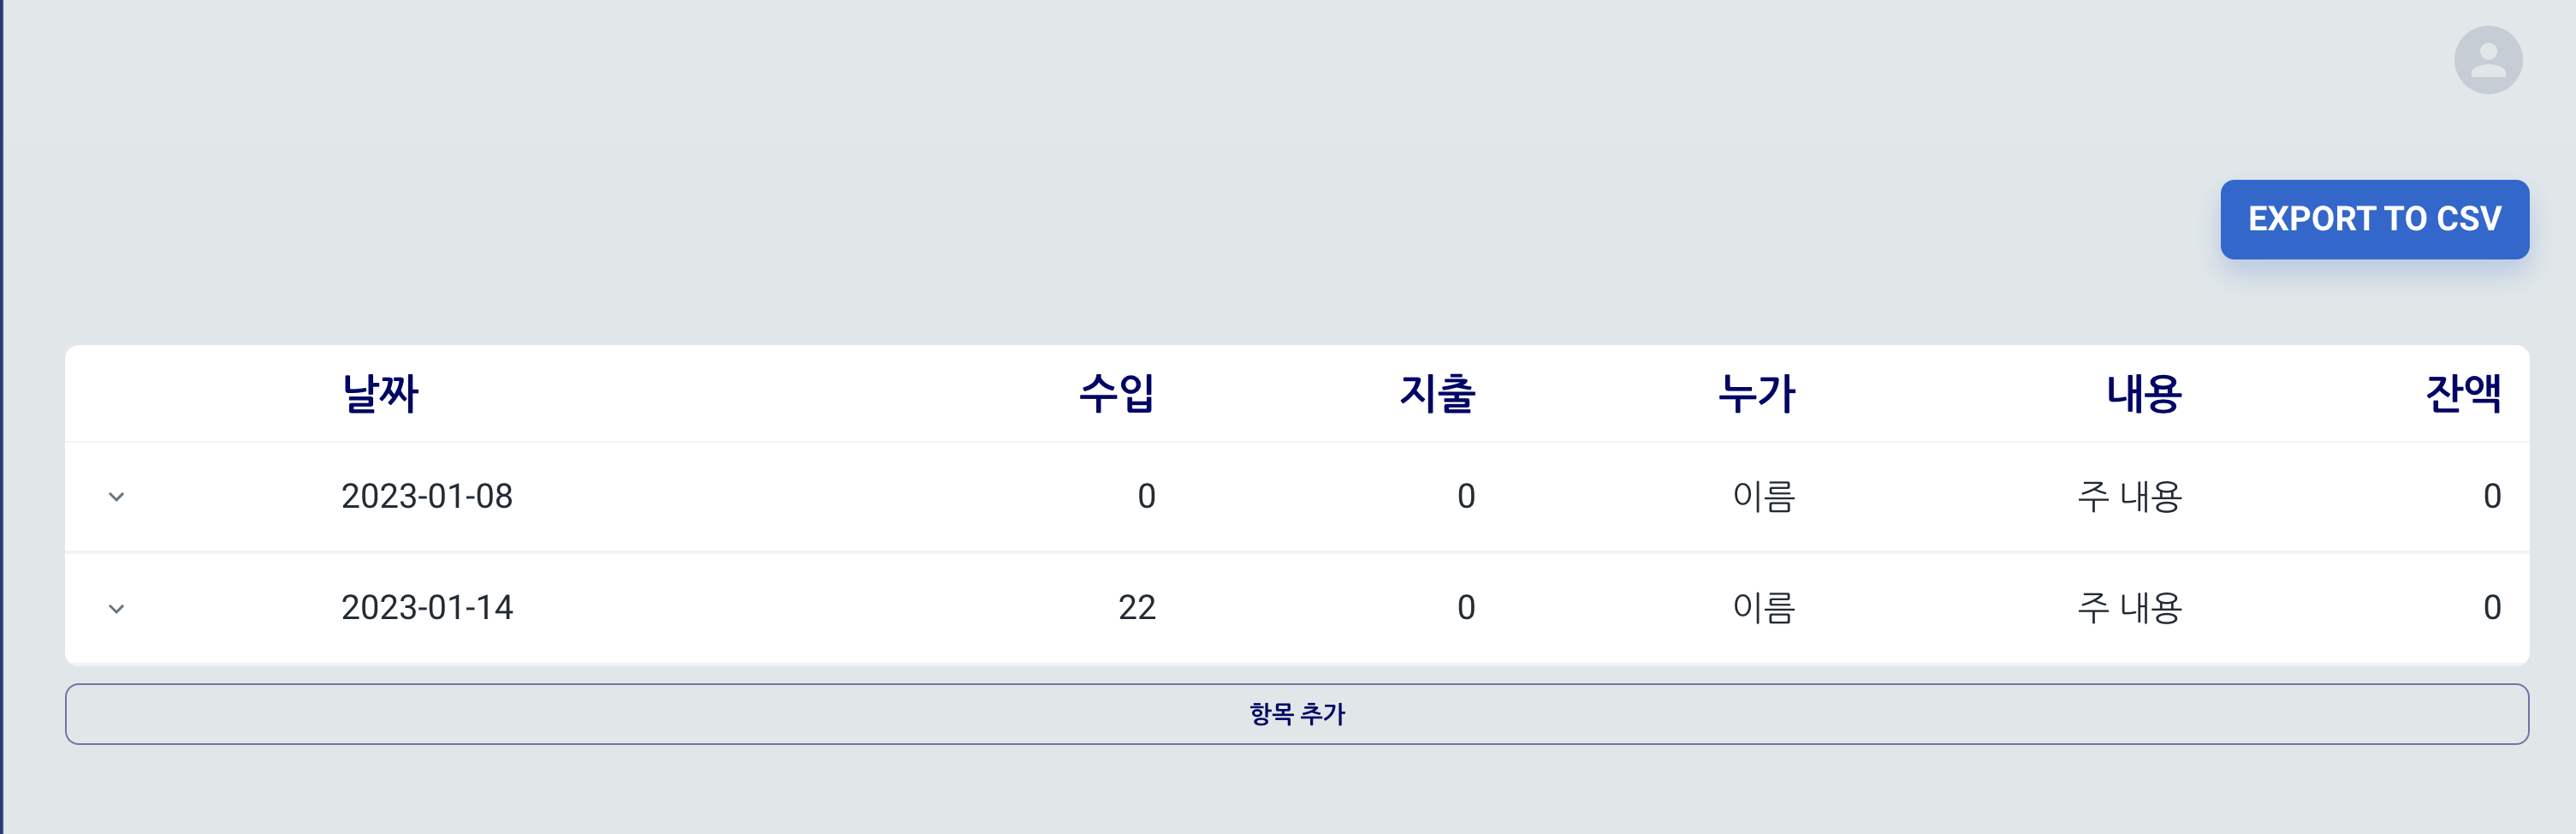 EXPORT TO CSV
날짜 수입 지출 누가 내용 잔액
2023-01-08 0 0 이름 주 내용 0
2023-01-14 22 0 이름 주 내용 0
항목 추가